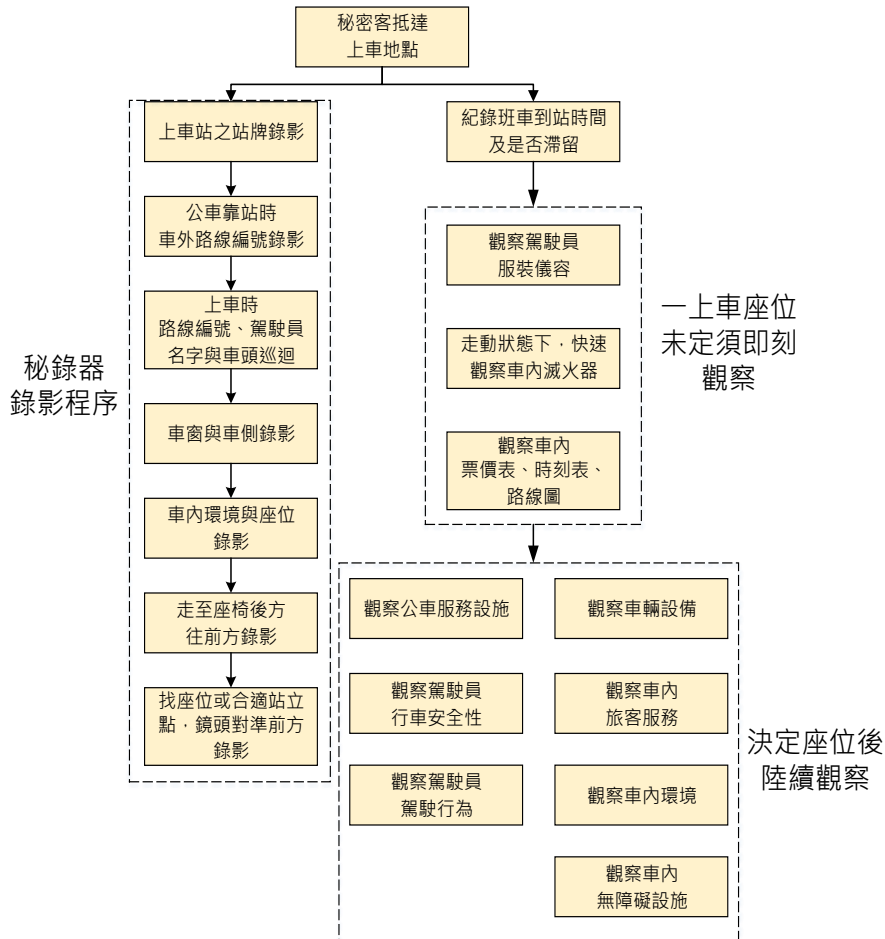 秘密客抵達
上車地點
上車站之站牌錄影
公車靠站時
車外路線編號錄影
上車時
路線編號、駕駛員
名字與車頭巡迴
車窗與車側錄影
車內環境與座位
錄影
走至座椅後方
往前方錄影
找座位或合適站立
點，鏡頭對準前方
錄影
秘錄器
錄影程序
紀錄班車到站時間
及是否滯留
觀察駕駛員
服裝儀容
走動狀態下，快速
觀察車內滅火器
觀察車內
票價表、時刻表、
路線圖
一上車座位
未定須即刻
觀察
觀察公車服務設施
觀察車輛設備
觀察駕駛員
行車安全性
觀察車內
旅客服務
觀察駕駛員
駕駛行為
觀察車內環境
觀察車內
無障礙設施
決定座位後
陸續觀察